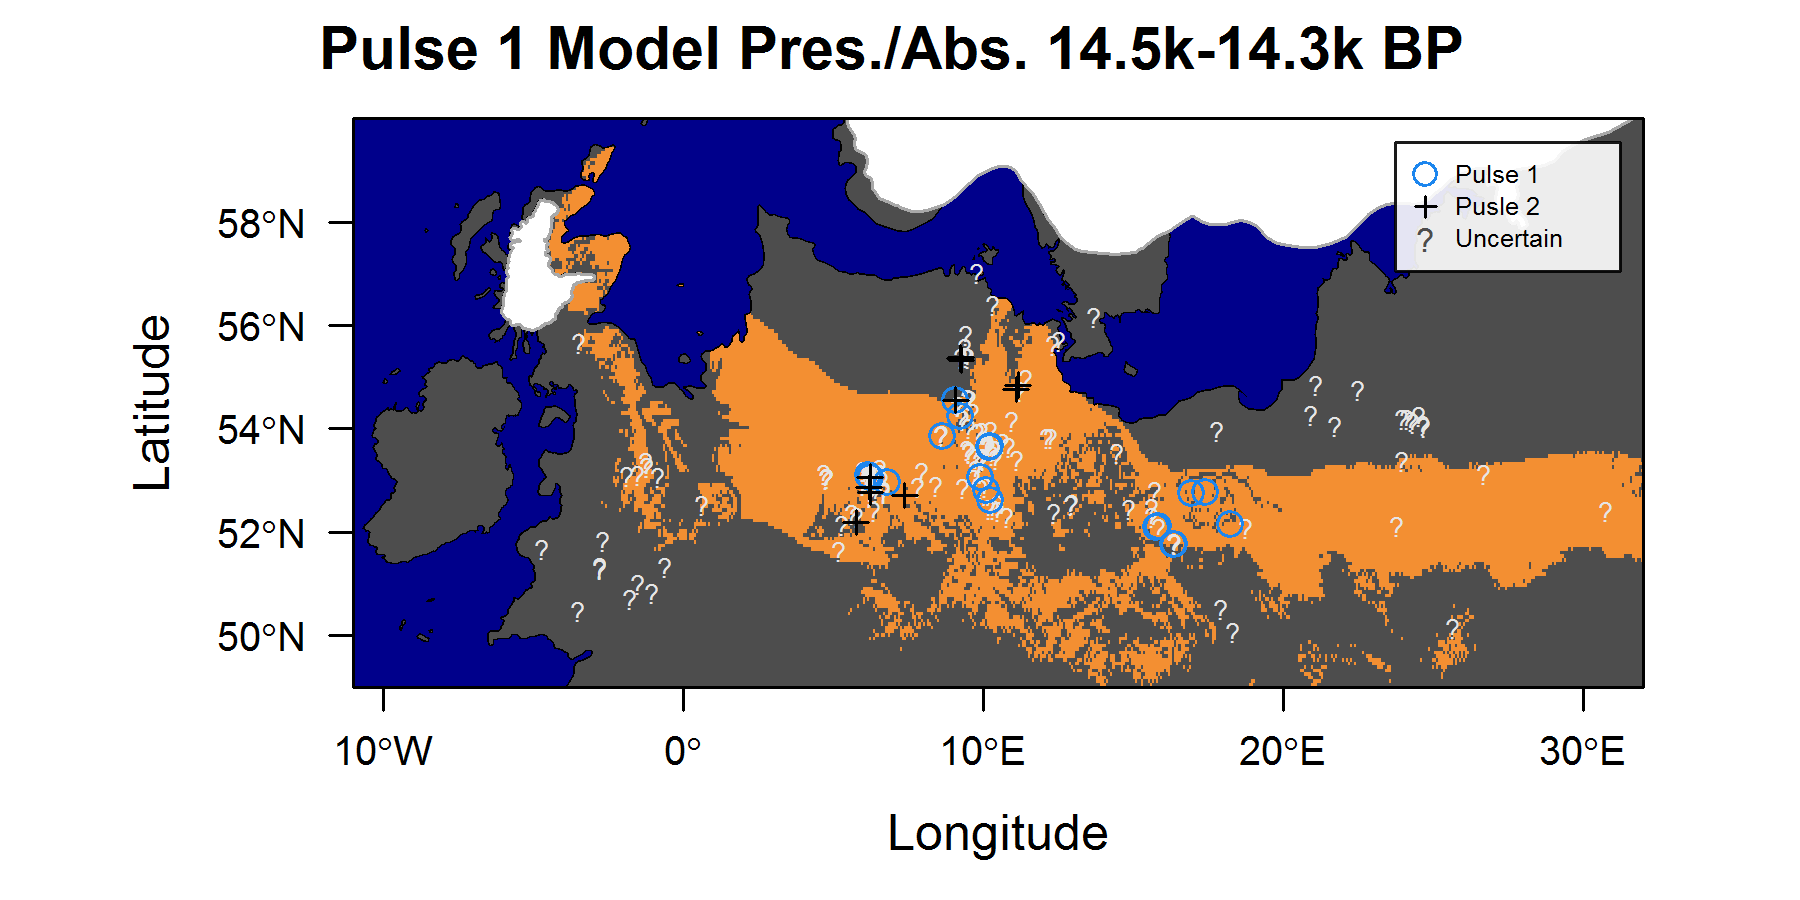 Pulse 1 Model Pres./Abs. 14.5k-14.3k BP
Pulse 1
Pusle 2
? Uncertain
58°N
56°N
54°N
52°N
50°N
Latitude
10°W 0° 10°E 20°E 30°E
Longitude